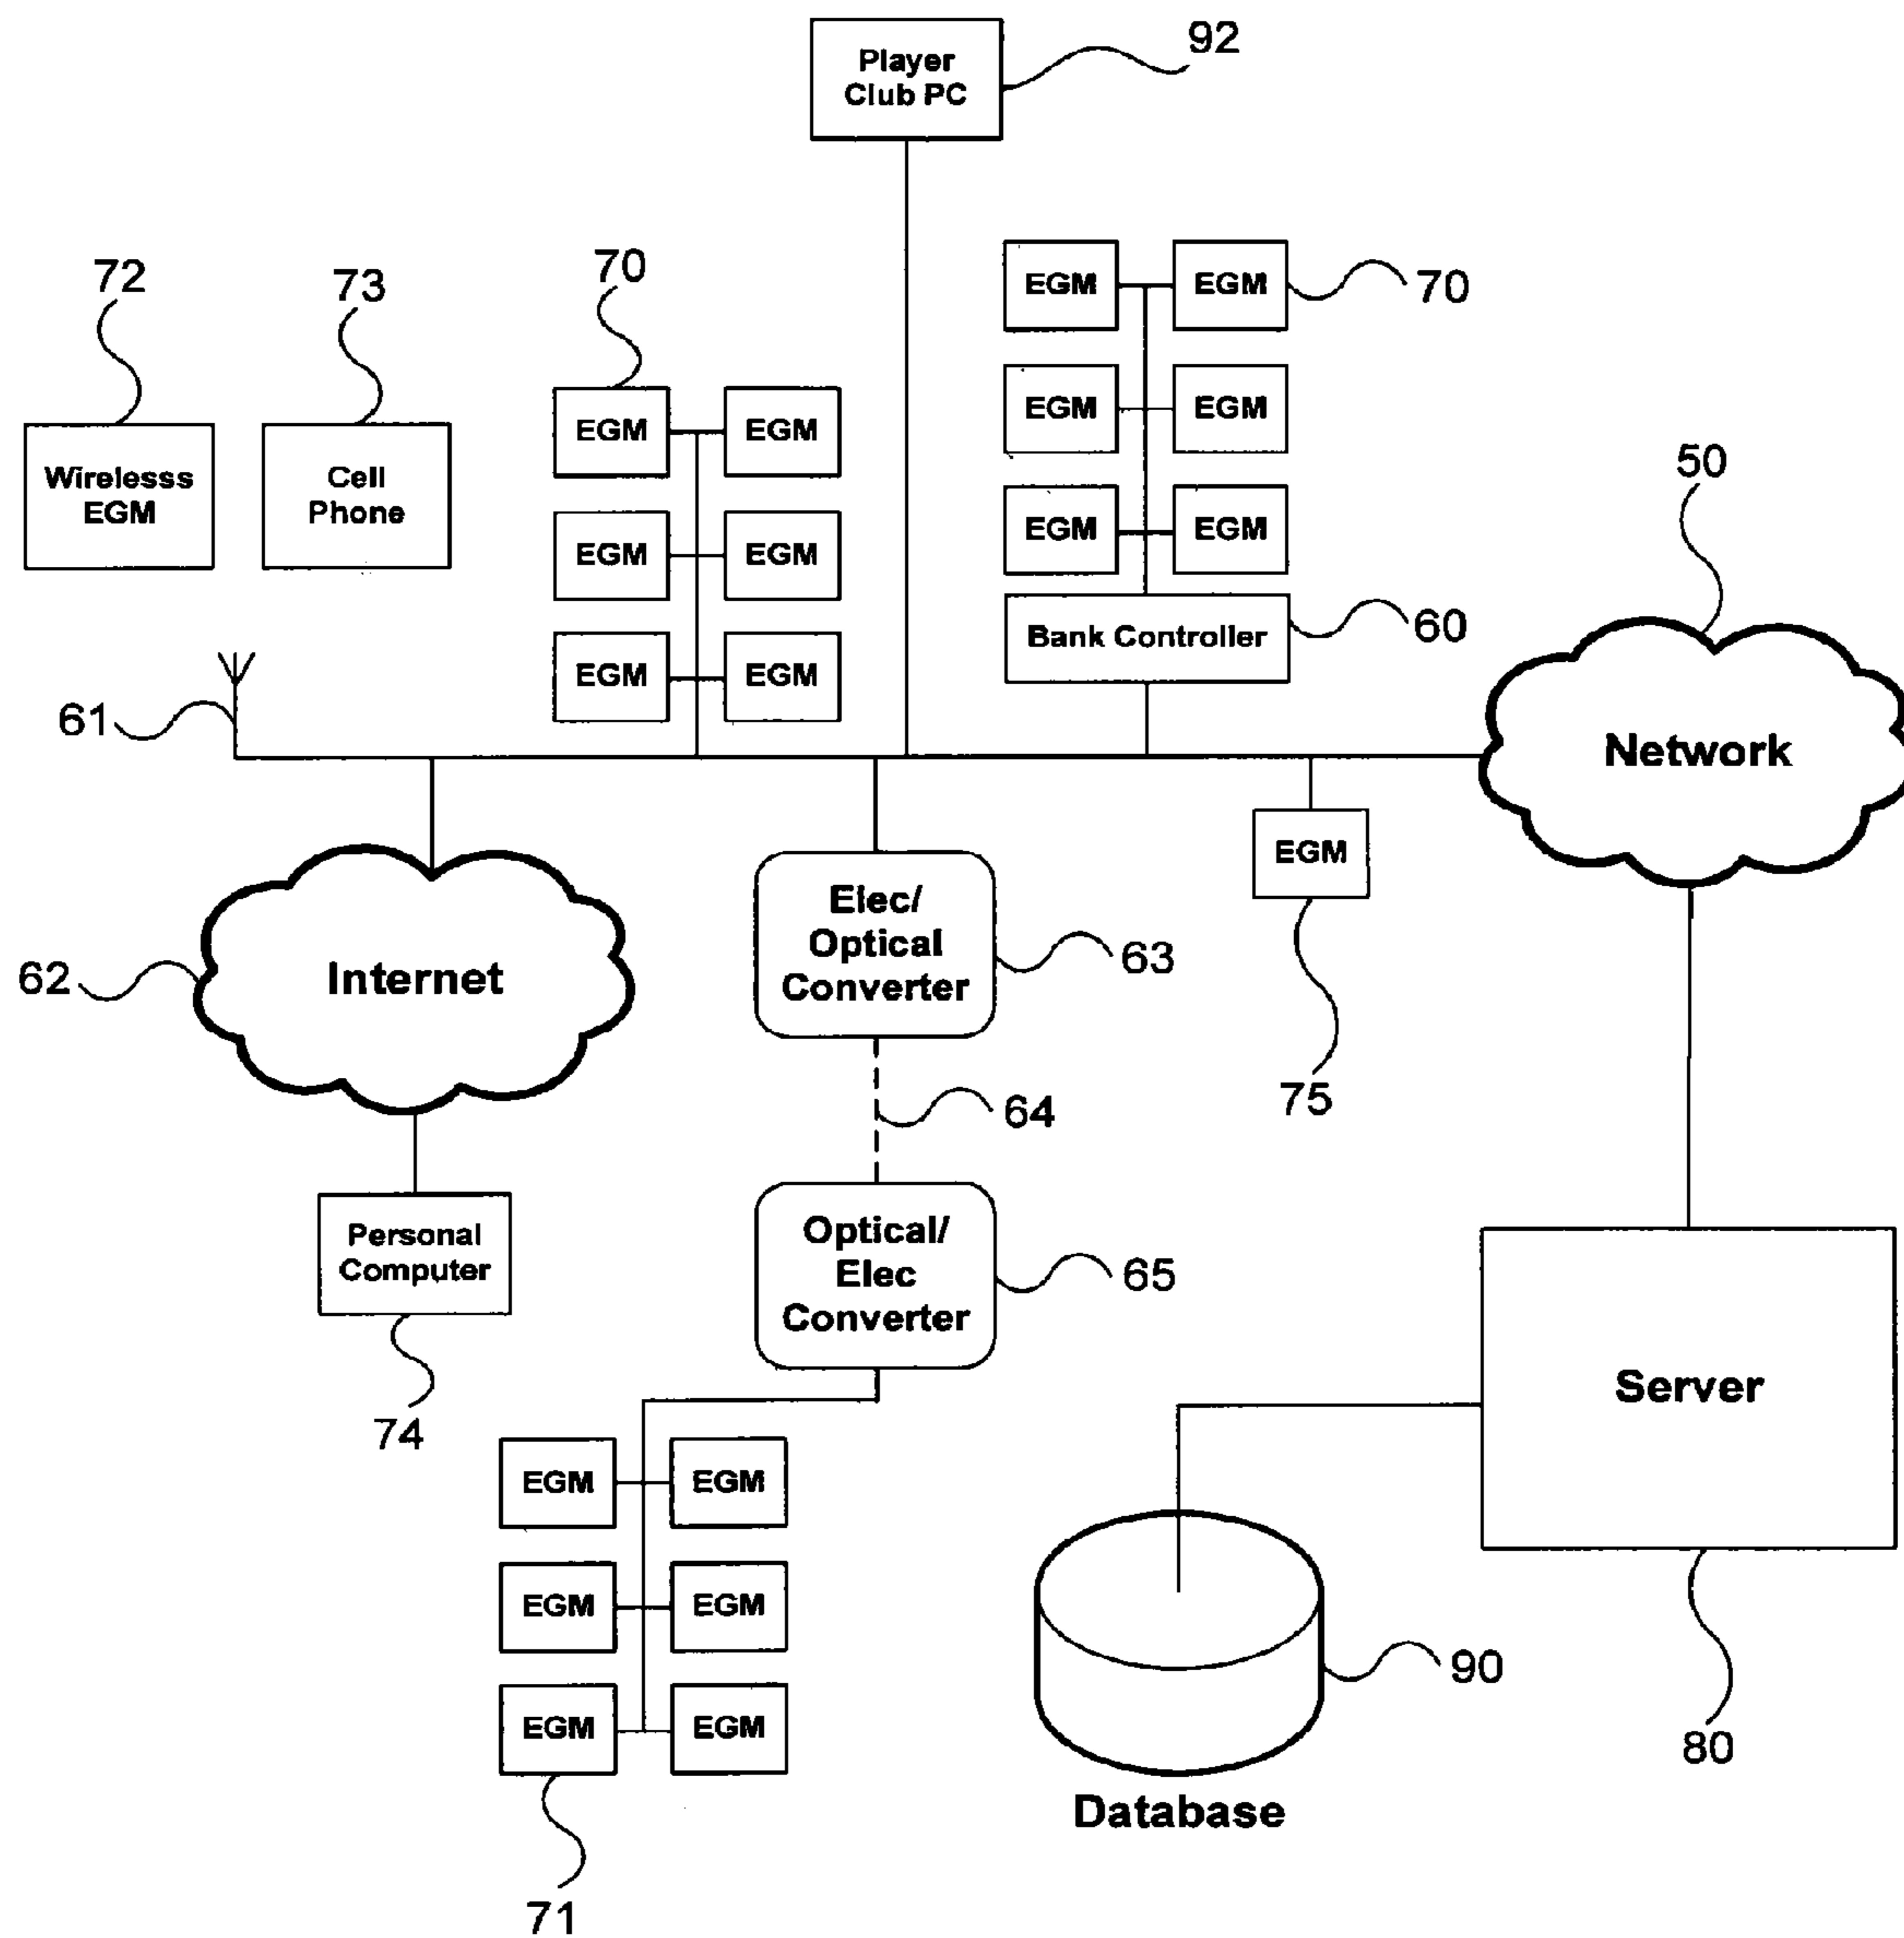 92
Player
Club PC
72
73
70
EGM
EGM
70
EGM
EGM
EGM
EGM
EGM
EGM
EGM
EGM
EGM
EGM
Wirelesss
EGM
Cell
Phone
50
Bank Controller
60
61
Network
EGM
75
Elec/
Optical
Converter
63
62
Internet
64
Personal
Computer
74
Optical/
Elec
Converter
65
Server
80
EGM
EGM
EGM
EGM
EGM
EGM
71
90
Database